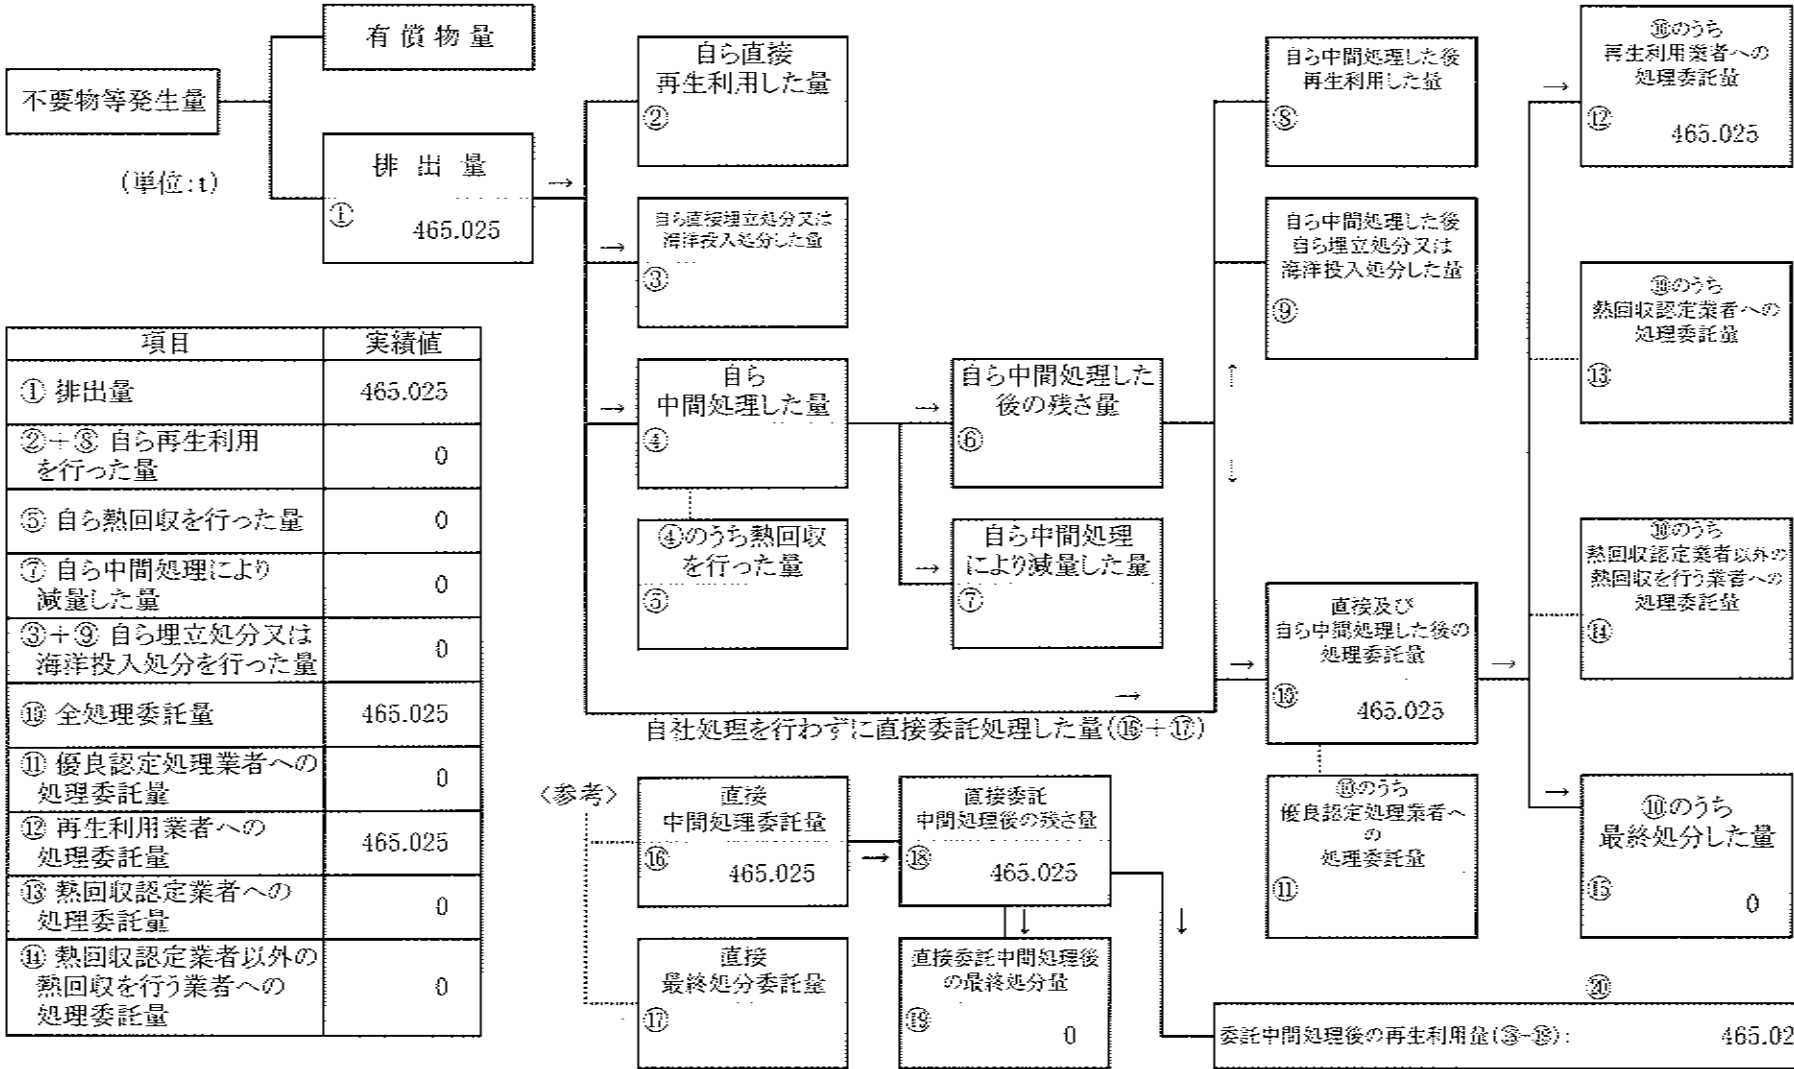 有償物量
不要物等発生量
(単位:t)
排出量
①
465.025
→
自ら直接
再生利用した量
②
→
自ら直接埋立処分又は
海洋投入処分した量
③
→
自ら
中間処理した量
④
④のうち熱回収
を行った量
⑤
→
自ら中間処理した
後の残さ量
⑥
→
自ら中間処理
により減量した量
⑦
自ら中間処理した後
再生利用した量
⑧
自ら中間処理した後
自ら埋立処分又は
海洋投入処分した量
⑨
↑
↓
→
自社処理を行わずに直接委託処理した量(⑯+⑰)
→
直接及び
自ら中間処理した後の
処理委託量
⑩
465.025
→
⑩のうち
優良認定処理業者へ
の
処理委託量
⑪
→
⑩のうち
再生利用業者への
処理委託量
⑫
465.025
⑩のうち
熱回収認定業者への
処理委託量
⑬
⑩のうち
熱回収認定業者以外の
熱回収を行う業者への
処理委託量
⑭
→
⑩のうち
最終処分した量
⑮
0
項目 実績値
① 排出量 465.025
②+⑧ 自ら再生利用
を行った量 0
⑤ 自ら熱回収を行った量 0
⑦ 自ら中間処理により
減量した量 0
③+⑨ 自ら埋立処分又は
海洋投入処分を行った量 0
⑩ 全処理委託量 465.025
⑪ 優良認定処理業者への
処理委託量 0
⑫ 再生利用業者への
処理委託量 465.025
⑬ 熱回収認定業者への
処理委託量 0
⑭ 熱回収認定業者以外の
熱回収を行う業者への
処理委託量 0
〈参考〉
直接
中間処理委託量
⑯
465.025
→
直接委託
中間処理後の残さ量
⑱
465.025
↓
↓
直接
最終処分委託量
⑰
直接委託中間処理後
の最終処分量
⑲
0
⑳
委託中間処理後の再生利用量 : 465.02